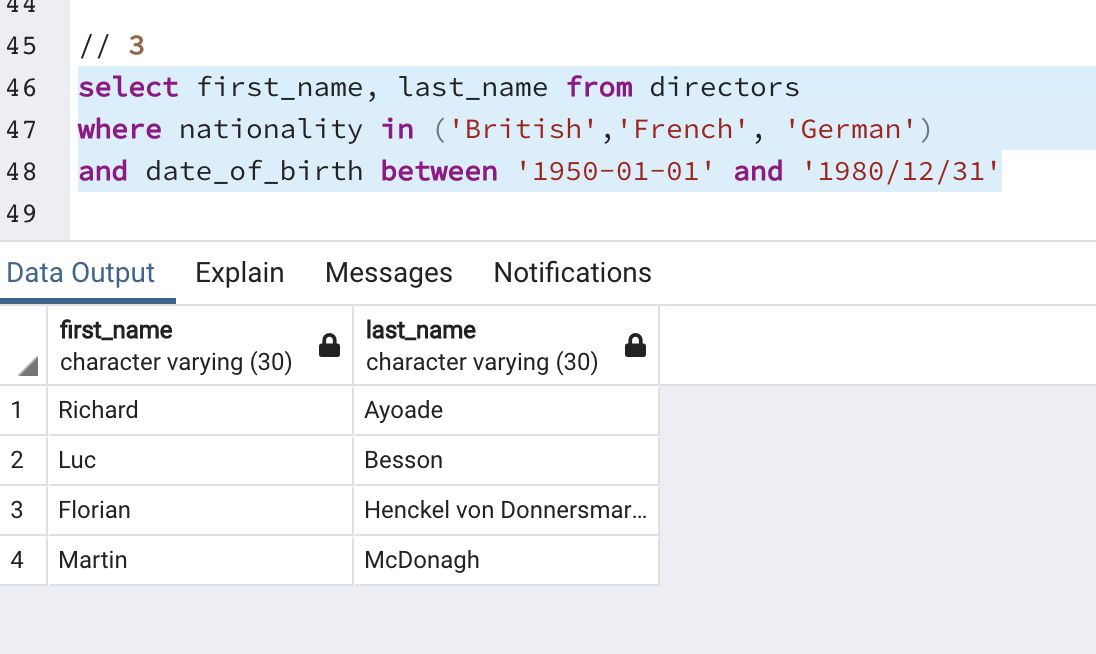 44
45 // 3
46 select first_name, last_name from directors
47 where nationality in ('British','French', 'German')
48 and date_of_birth between '1950-01-01' and '1980/12/31'
49
Data Output Explain Messages Notifications
first_name last_name
character varying (30) character varying (30)
1 Richard Ayoade
2 Luc Besson
3 Florian Henckel von Donnersmar...
4 Martin McDonagh